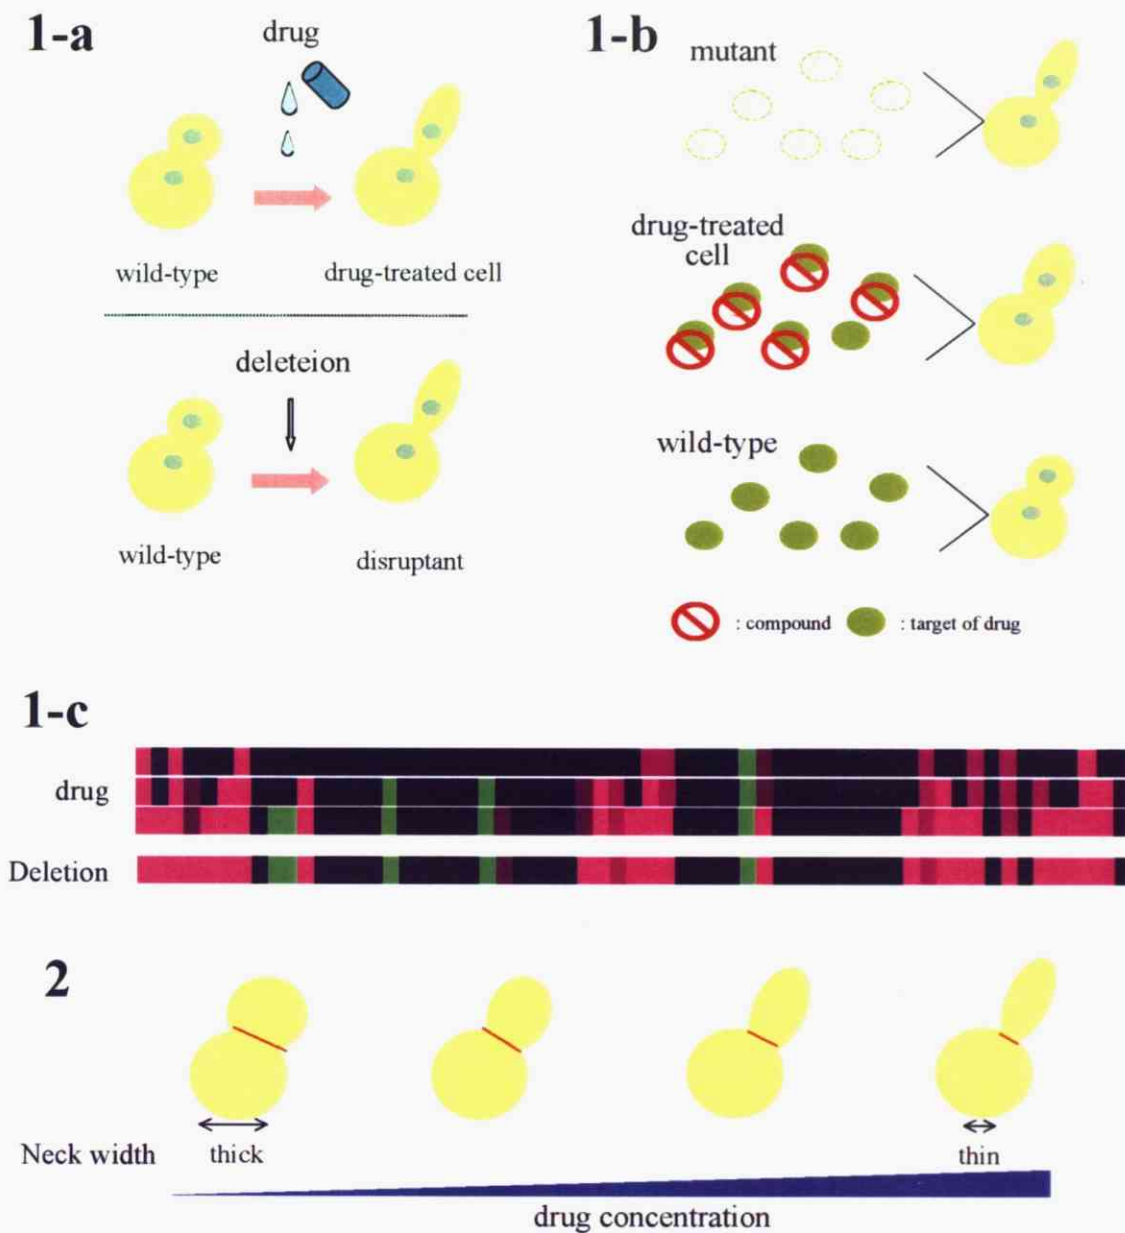 1-a
drug
wild-type
drug-treated cell
deleteion
wild-type
disruptant
1-b
mutant
drug-treated
cell
wild-type
: compound
: target of drug
1-c
drug
Deletion
2
Neck width
thick
thin
drug concentration